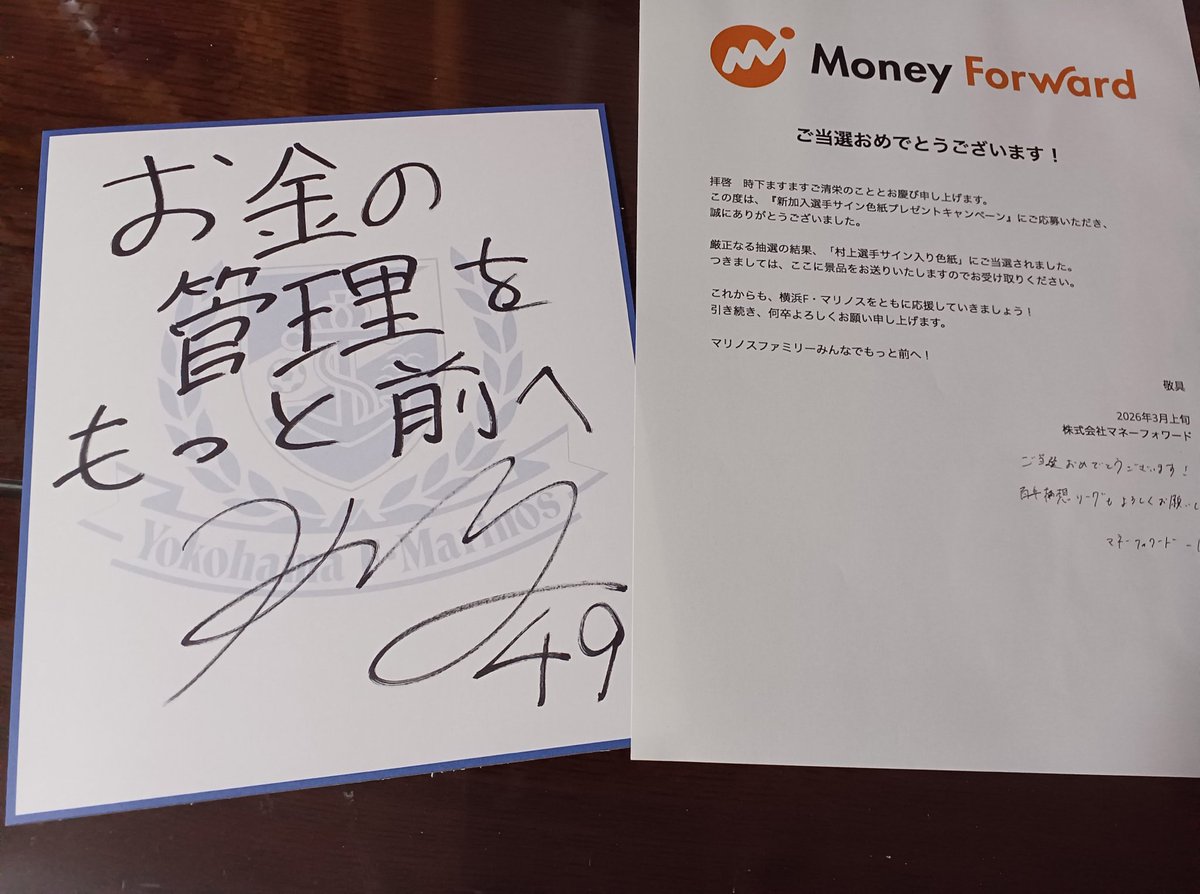 お金の
管理を
もっと前へ
Yokohama F・Marinos
49
Money Forward
ご当選おめでとうございます！
拝啓　時下ますますご清栄のこととお慶び申し上げます。
この度は、『新加入選手サイン色紙プレゼントキャンペーン』にご応募いただき、
誠にありがとうございました。
厳正なる抽選の結果、「村上選手サイン入り色紙」にご当選されました。
つきましては、ここに景品をお送りいたしますのでお受け取りください。
これからも、横浜F・マリノスをともに応援していきましょう！
引き続き、何卒よろしくお願い申し上げます。
マリノスファミリーみんなでもっと前へ！
敬具
2026年3月上旬
株式会社マネーフォワード
ご当選おめでとうございます！
百年構想リーグもよろしくお願いし
マネーフォワード 一